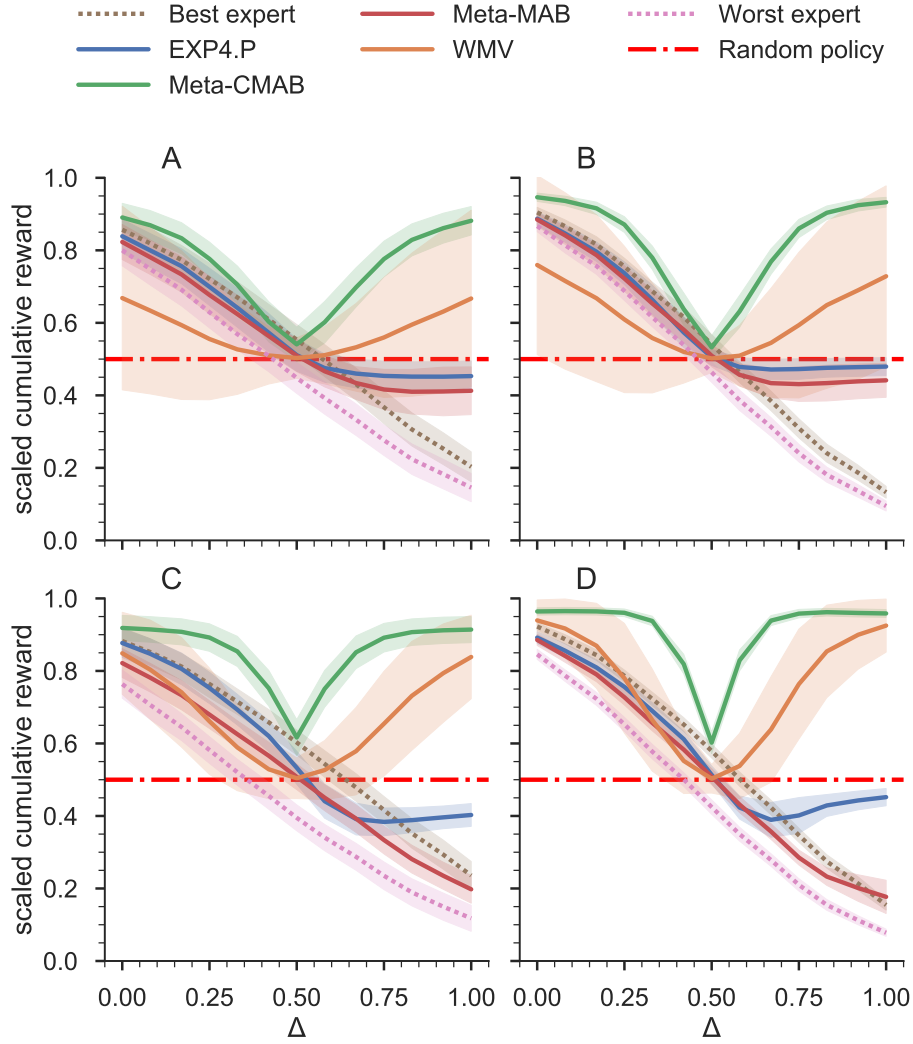 Best expert Meta-MAB Worst expert
EXP4.P WMV Random policy
Meta-CMAB
A B
1.0
0.8
0.6
0.4
0.2
0.0
scaled cumulative reward
C D
1.0
0.8
0.6
0.4
0.2
0.0
scaled cumulative reward
0.00 0.25 0.50 0.75 1.00 0.00 0.25 0.50 0.75 1.00
Δ Δ